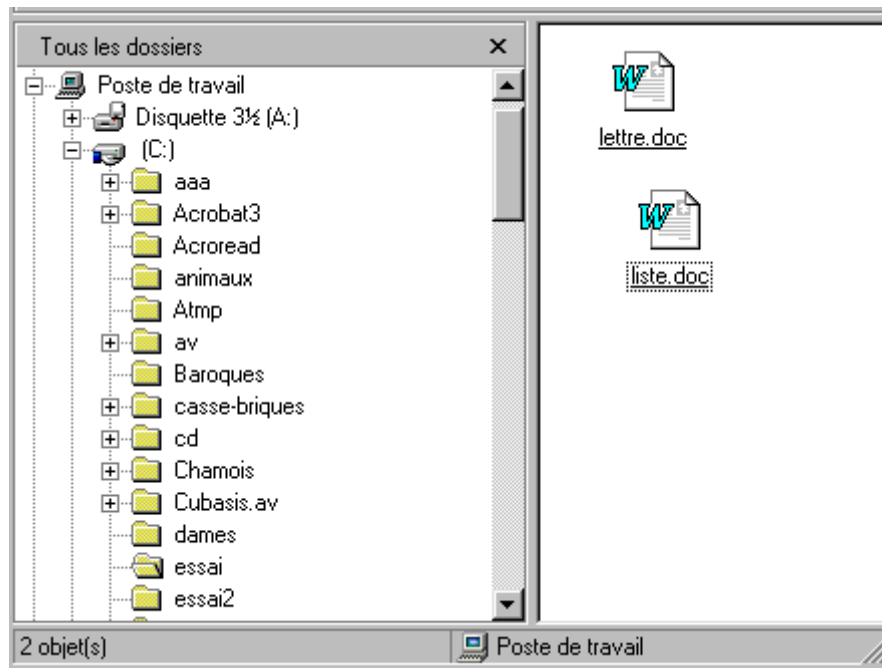 Tous les dossiers
Poste de travail
Disquette 3½ (A:)
(C:)
aaa
Acrobat3
Acroread
animaux
Atmp
av
Baroques
casse-briques
cd
Chamois
Cubasis.av
dames
essai
essai2
lettre.doc
liste.doc
2 objet(s)
Poste de travail